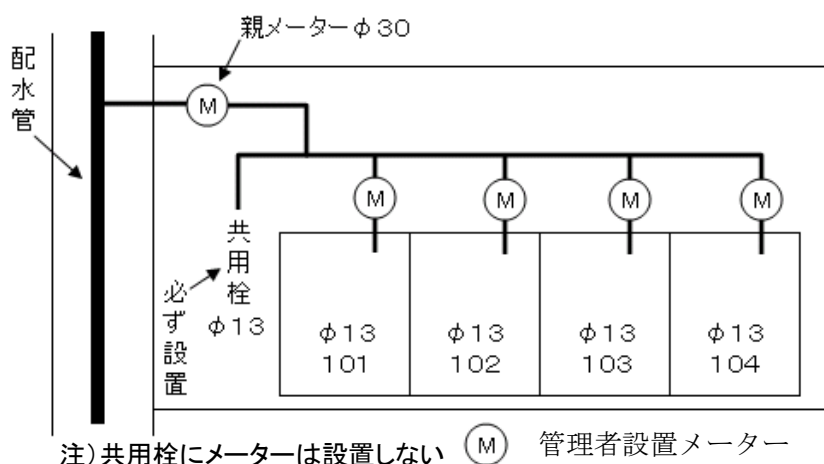 親メーターφ30
配水管
M
M
M
M
M
共用栓
φ13
必ず設置
φ13
101
φ13
102
φ13
103
φ13
104
注)共用栓にメーターは設置しない
M 管理者設置メーター